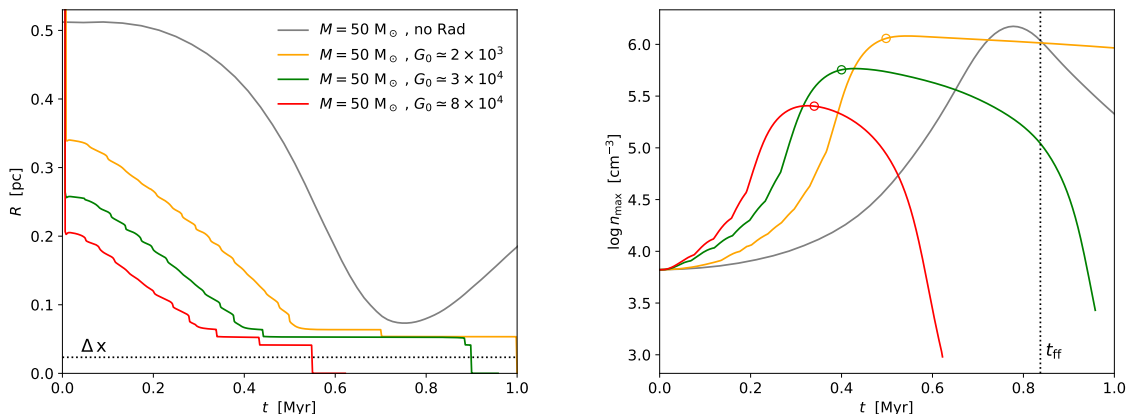 0.5
0.4
0.3
0.2
0.1
0.0
R [pc]
M = 50 M⊙ , no Rad
M = 50 M⊙ , G₀ ≃ 2 × 10³
M = 50 M⊙ , G₀ ≃ 3 × 10⁴
M = 50 M⊙ , G₀ ≃ 8 × 10⁴
Δx
0.0 0.2 0.4 0.6 0.8 1.0
t [Myr]
6.0
5.5
5.0
4.5
4.0
3.5
3.0
log nmax [cm⁻³]
tff
0.0 0.2 0.4 0.6 0.8 1.0
t [Myr]